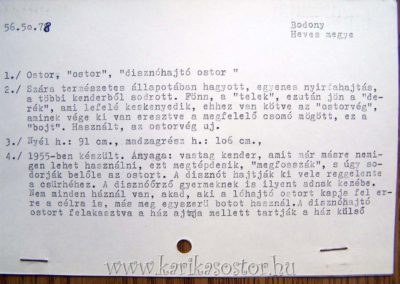 56.50.78
Bodony
Heves megye
1./ Ostor, "ostor", "disznóhajtó ostor "
2./ Szára természetes állapotában hagyott, egyenes nyirfahajtás,
a többi kenderből sodrott. Fönn, a "telek", ezután jön a "de-
rék", ami lefelé keskenyedik, ehhez van kötve az "ostorvég",
aminek vége ki van eresztve a megfelelő csomó mögött, ez a
"bojt". Használt, az ostorvég uj.
3./ Nyél h.: 91 cm., madzagrész h.: 106 cm.,
4./ 1955-ben készült. Anyaga: vastag kender, amit már másre nemi-
gen lehet használni, ezt megtépdesik, "megfosszák", s úgy so-
dorják belőle az ostort. A disznót hajtják ki vele reggelente
a csürhéhez. A disznóőrző gyermeknek is ilyent adnak kezébe.
Nem minden háznál van, akad, aki a lóhajtó ostort kapja fel er-
re a célra is, más meg egyszerű botot használ. A disznóhajtó
ostort felakasztva a ház ajtaja mellett tartják a ház külső
www.karikasostor.hu